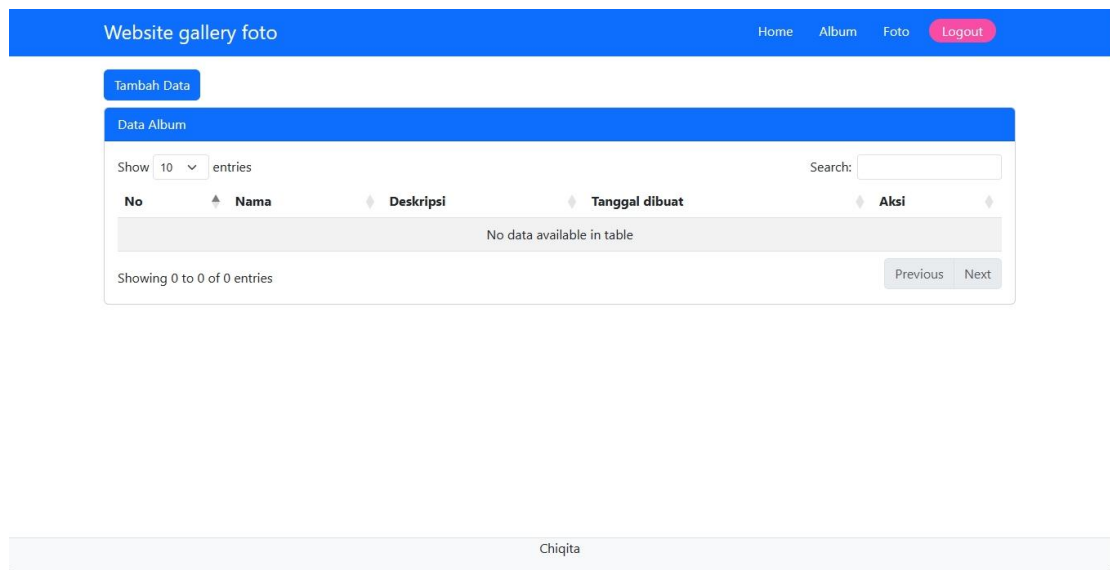 Website gallery foto Home Album Foto Logout
Tambah Data
Data Album
Show 10 entries Search:
No Nama Deskripsi Tanggal dibuat Aksi
No data available in table
Showing 0 to 0 of 0 entries Previous Next
Chiqita